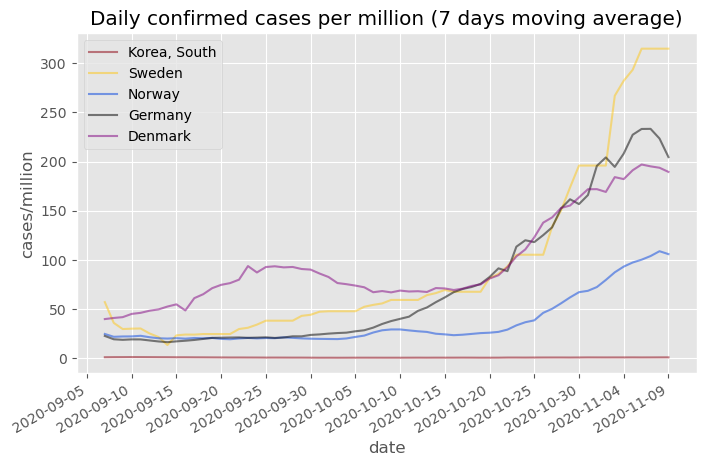 Daily confirmed cases per million (7 days moving average)
Korea, South
Sweden
Norway
Germany
Denmark
cases/million
300
250
200
150
100
50
0
2020-09-05
2020-09-10
2020-09-15
2020-09-20
2020-09-25
2020-09-30
2020-10-05
2020-10-10
2020-10-15
2020-10-20
2020-10-25
2020-10-30
2020-11-04
2020-11-09
date